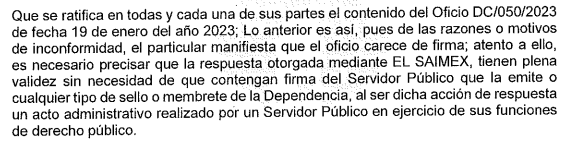 Que se ratifica en todas y cada una de sus partes el contenido del Oficio DC/050/2023
de fecha 19 de enero del año 2023; Lo anterior es así, pues de las razones o motivos
de inconformidad, el particular manifiesta que el oficio carece de firma; atento a ello,
es necesario precisar que la respuesta otorgada mediante EL SAIMEX, tienen plena
validez sin necesidad de que contengan firma del Servidor Público que la emite o
cualquier tipo de sello o membrete de la Dependencia, al ser dicha acción de respuesta
un acto administrativo realizado por un Servidor Público en ejercicio de sus funciones
de derecho público.